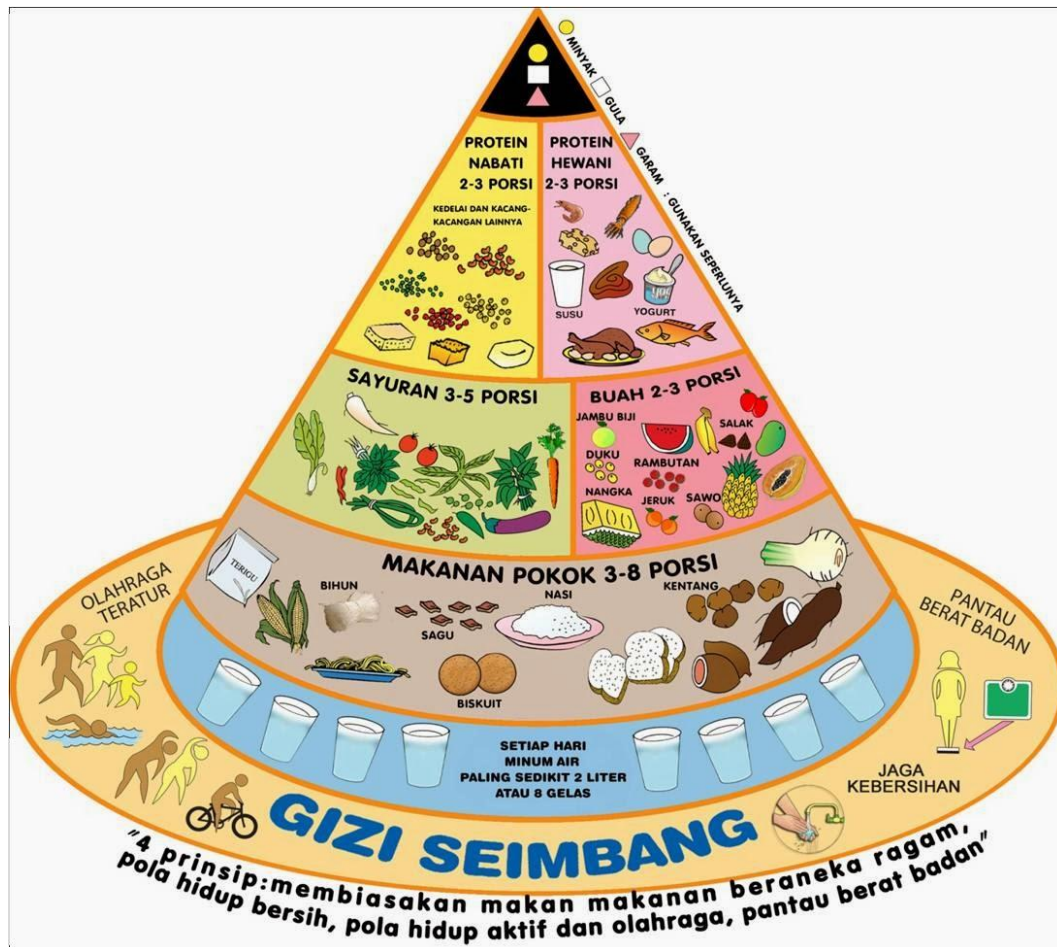 MINYAK GULA GARAM : GUNAKAN SEPERLUNYA
PROTEIN
NABATI
2-3 PORSI
KEDELAI DAN KACANG-
KACANGAN LAINNYA
PROTEIN
HEWANI
2-3 PORSI
SUSU
YOGURT
SAYURAN 3-5 PORSI
BUAH 2-3 PORSI
JAMBU BIJI
SALAK
DUKU
RAMBUTAN
NANGKA
JERUK
SAWO
MAKANAN POKOK 3-8 PORSI
TERIGU
BIHUN
SAGU
NASI
KENTANG
BISKUIT
OLAHRAGA
TERATUR
PANTAU
BERAT BADAN
SETIAP HARI
MINUM AIR
PALING SEDIKIT 2 LITER
ATAU 8 GELAS
JAGA
KEBERSIHAN
GIZI SEIMBANG
"4 prinsip:membiasakan makan makanan beraneka ragam,
pola hidup bersih, pola hidup aktif dan olahraga, pantau berat badan"